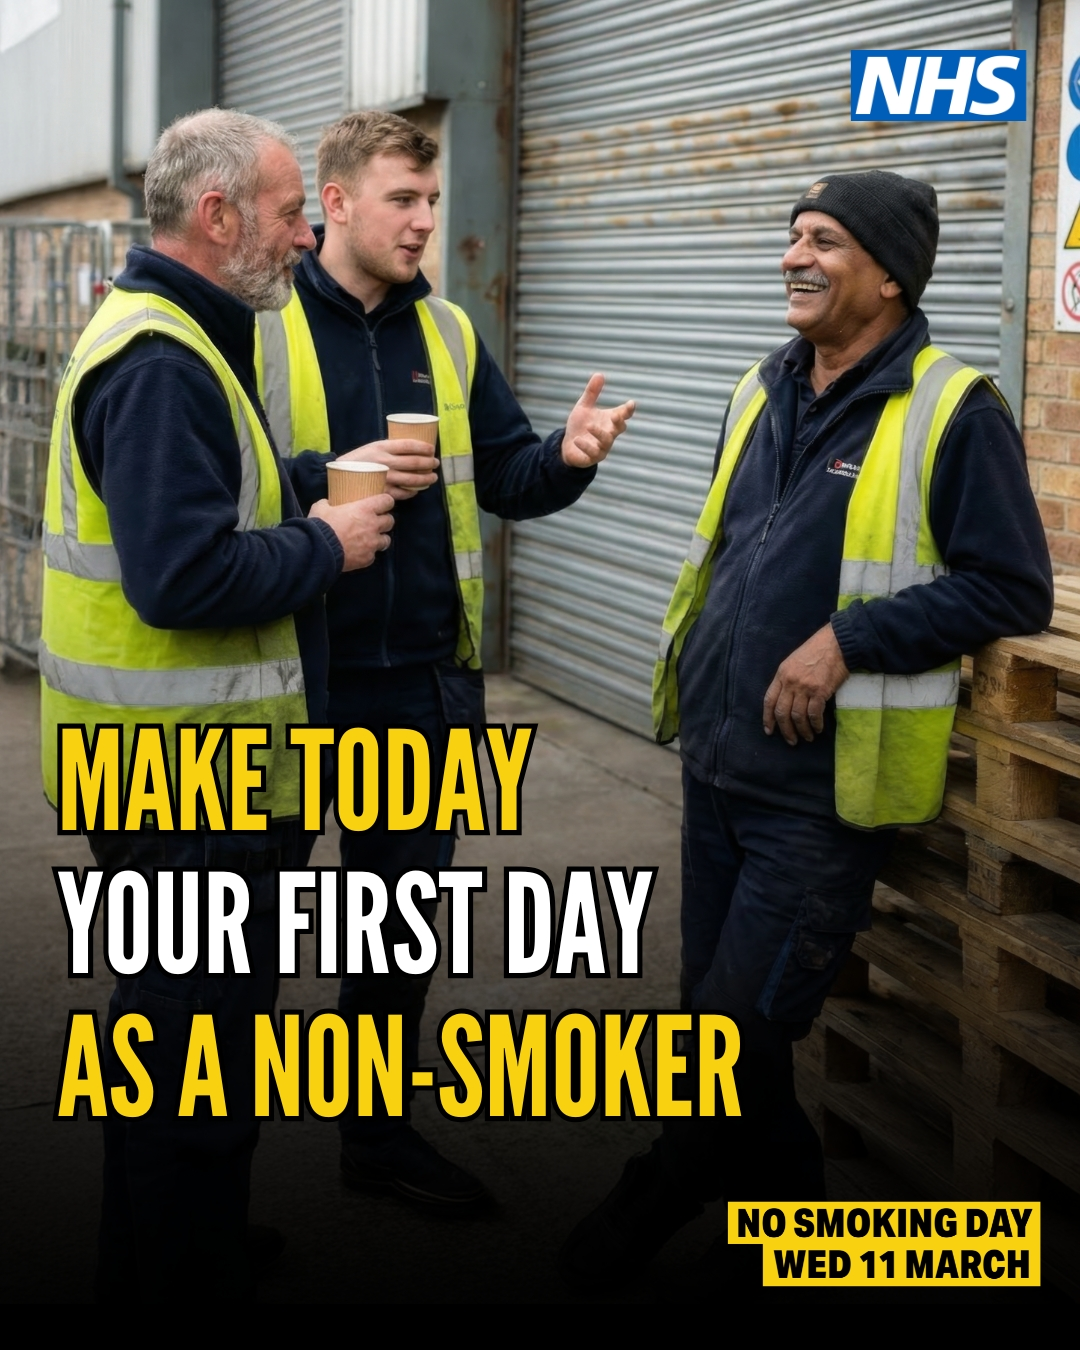 NHS
MAKE TODAY
YOUR FIRST DAY
AS A NON-SMOKER
NO SMOKING DAY
WED 11 MARCH